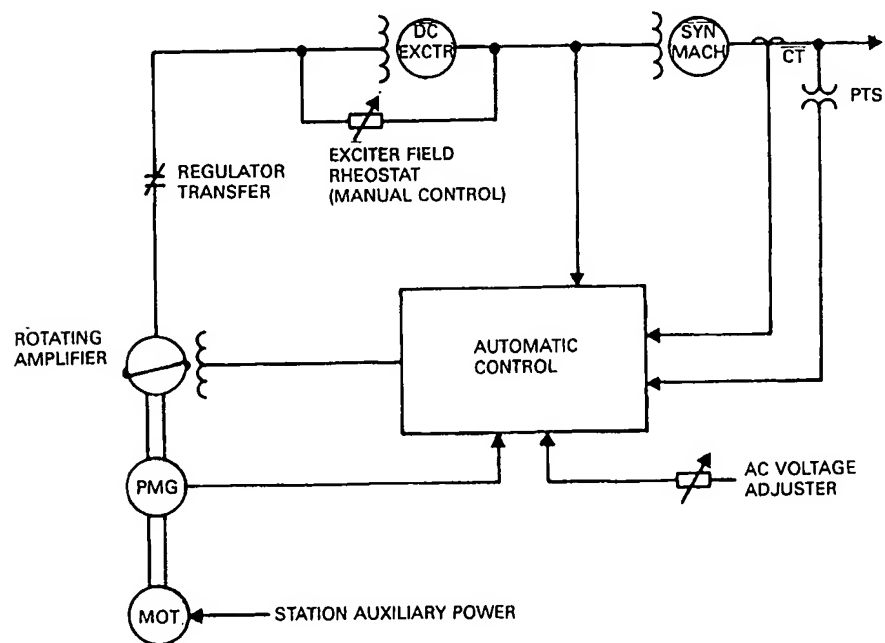 DC
EXCTR
SYN
MACH
CT
PTS
EXCITER FIELD
RHEOSTAT
(MANUAL CONTROL)
REGULATOR
TRANSFER
ROTATING
AMPLIFIER
AUTOMATIC
CONTROL
PMG
AC VOLTAGE
ADJUSTER
MOT.
STATION AUXILIARY POWER